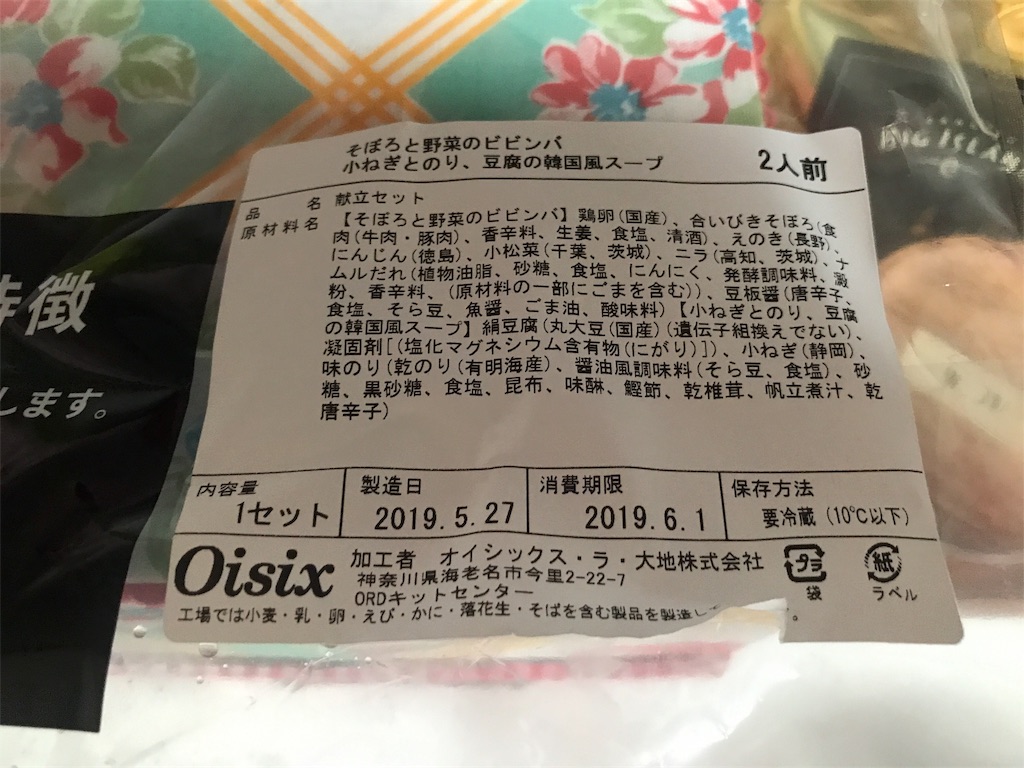 そぼろと野菜のビビンバ
小ねぎとのり、豆腐の韓国風スープ
2人前
品名 献立セット
原材料名 【そぼろと野菜のビビンバ】鶏卵(国産)、合いびきそぼろ(食
肉(牛肉・豚肉)、香辛料、生姜、食塩、清酒)、えのき(長野)、
にんじん(徳島)、小松菜(千葉、茨城)、ニラ(高知、茨城)、ナ
ムルだれ(植物油脂、砂糖、食塩、にんにく、発酵調味料、澱
粉、香辛料、(原材料の一部にごまを含む))、豆板醤(唐辛子、
食塩、そら豆、魚醤、ごま油、酸味料)【小ねぎとのり、豆腐
の韓国風スープ】絹豆腐(丸大豆(国産)(遺伝子組換えでない)、
凝固剤[(塩化マグネシウム含有物(にがり)])、小ねぎ(静岡)、
味のり(乾のり(有明海産)、醤油風調味料(そら豆、食塩)、砂
糖、黒砂糖、食塩、昆布、味醂、鰹節、乾椎茸、帆立煮汁、乾
唐辛子)
内容量 製造日 消費期限 保存方法
1セット 2019.5.27 2019.6.1 要冷蔵(10℃以下)
Oisix 加工者 オイシックス・ラ・大地株式会社
神奈川県海老名市今里2-22-7
ORDキットセンター
工場では小麦・乳・卵・えび・かに・落花生・そばを含む製品を製造し
プラ 袋
紙 ラベル
徴
します。
BIG ISLA